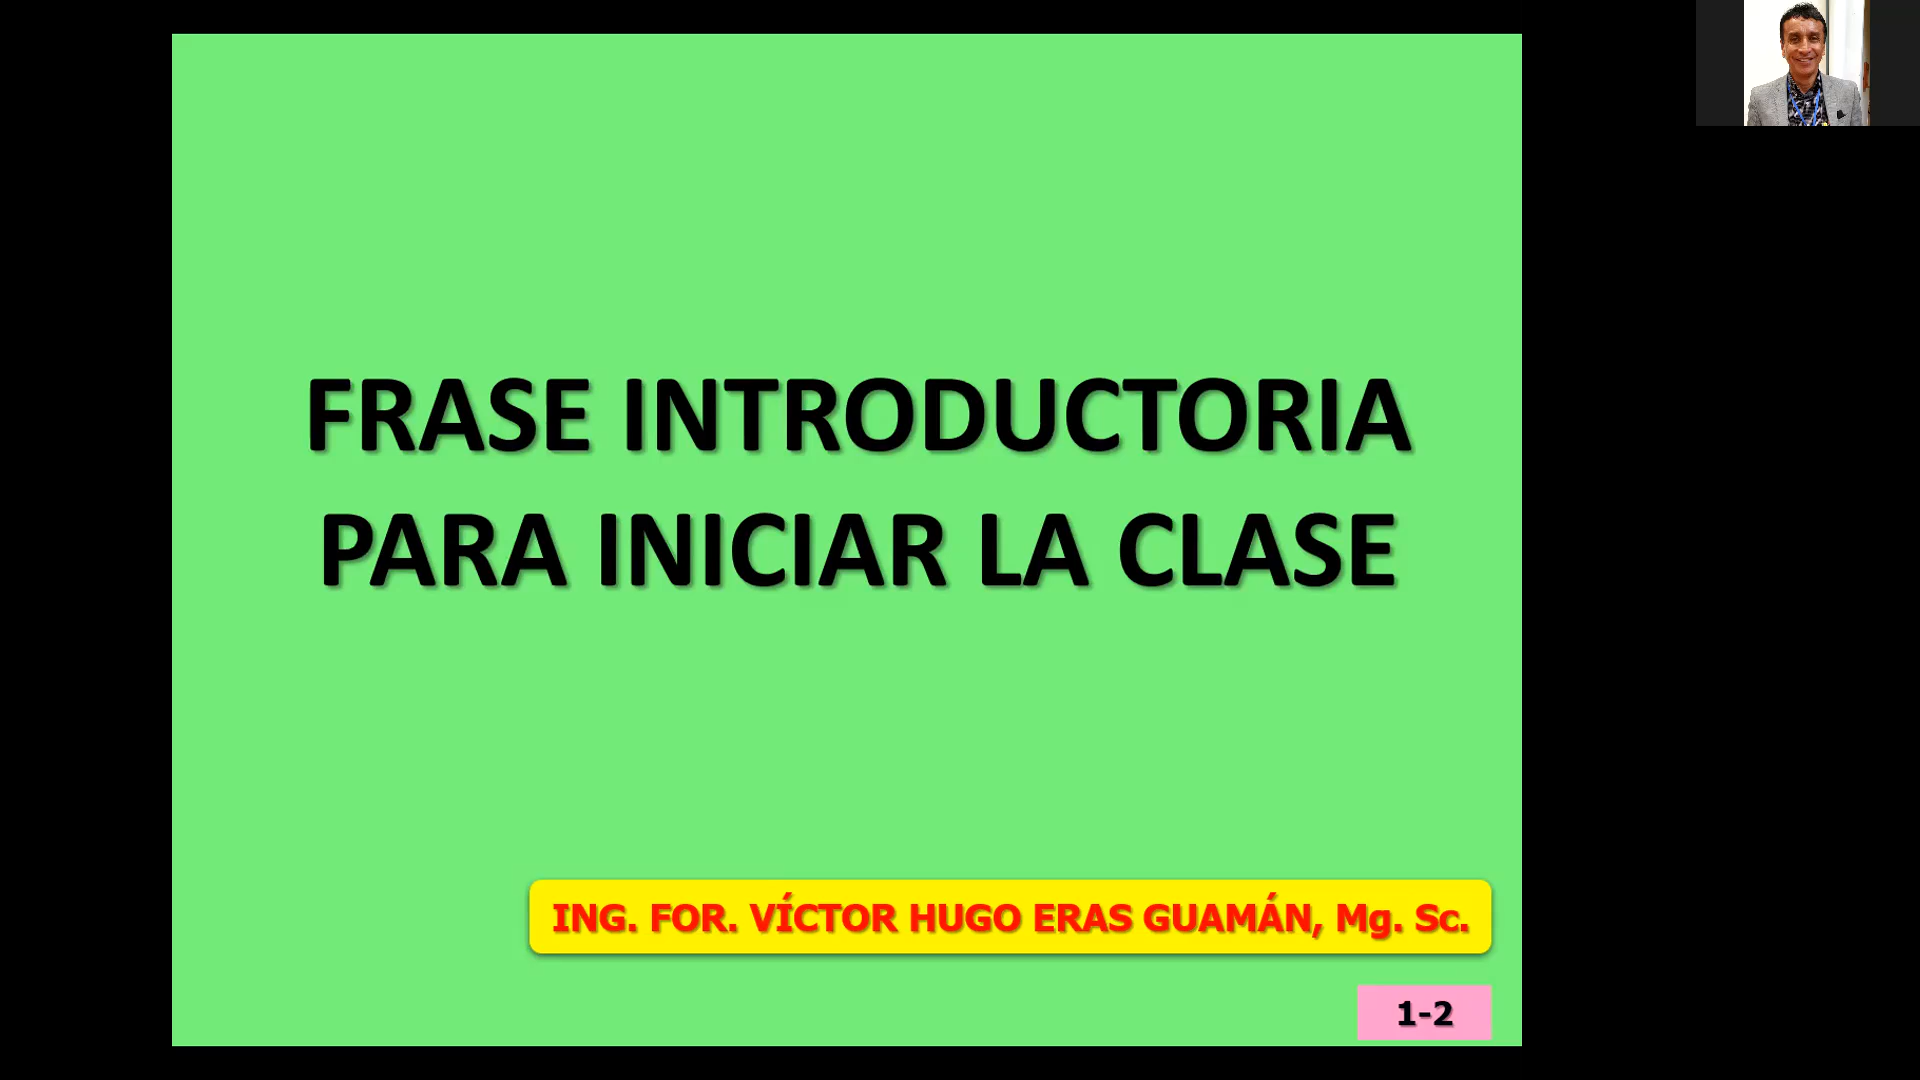 FRASE INTRODUCTORIA
PARA INICIAR LA CLASE
ING. FOR. VÍCTOR HUGO ERAS GUAMÁN, Mg. Sc.
1-2